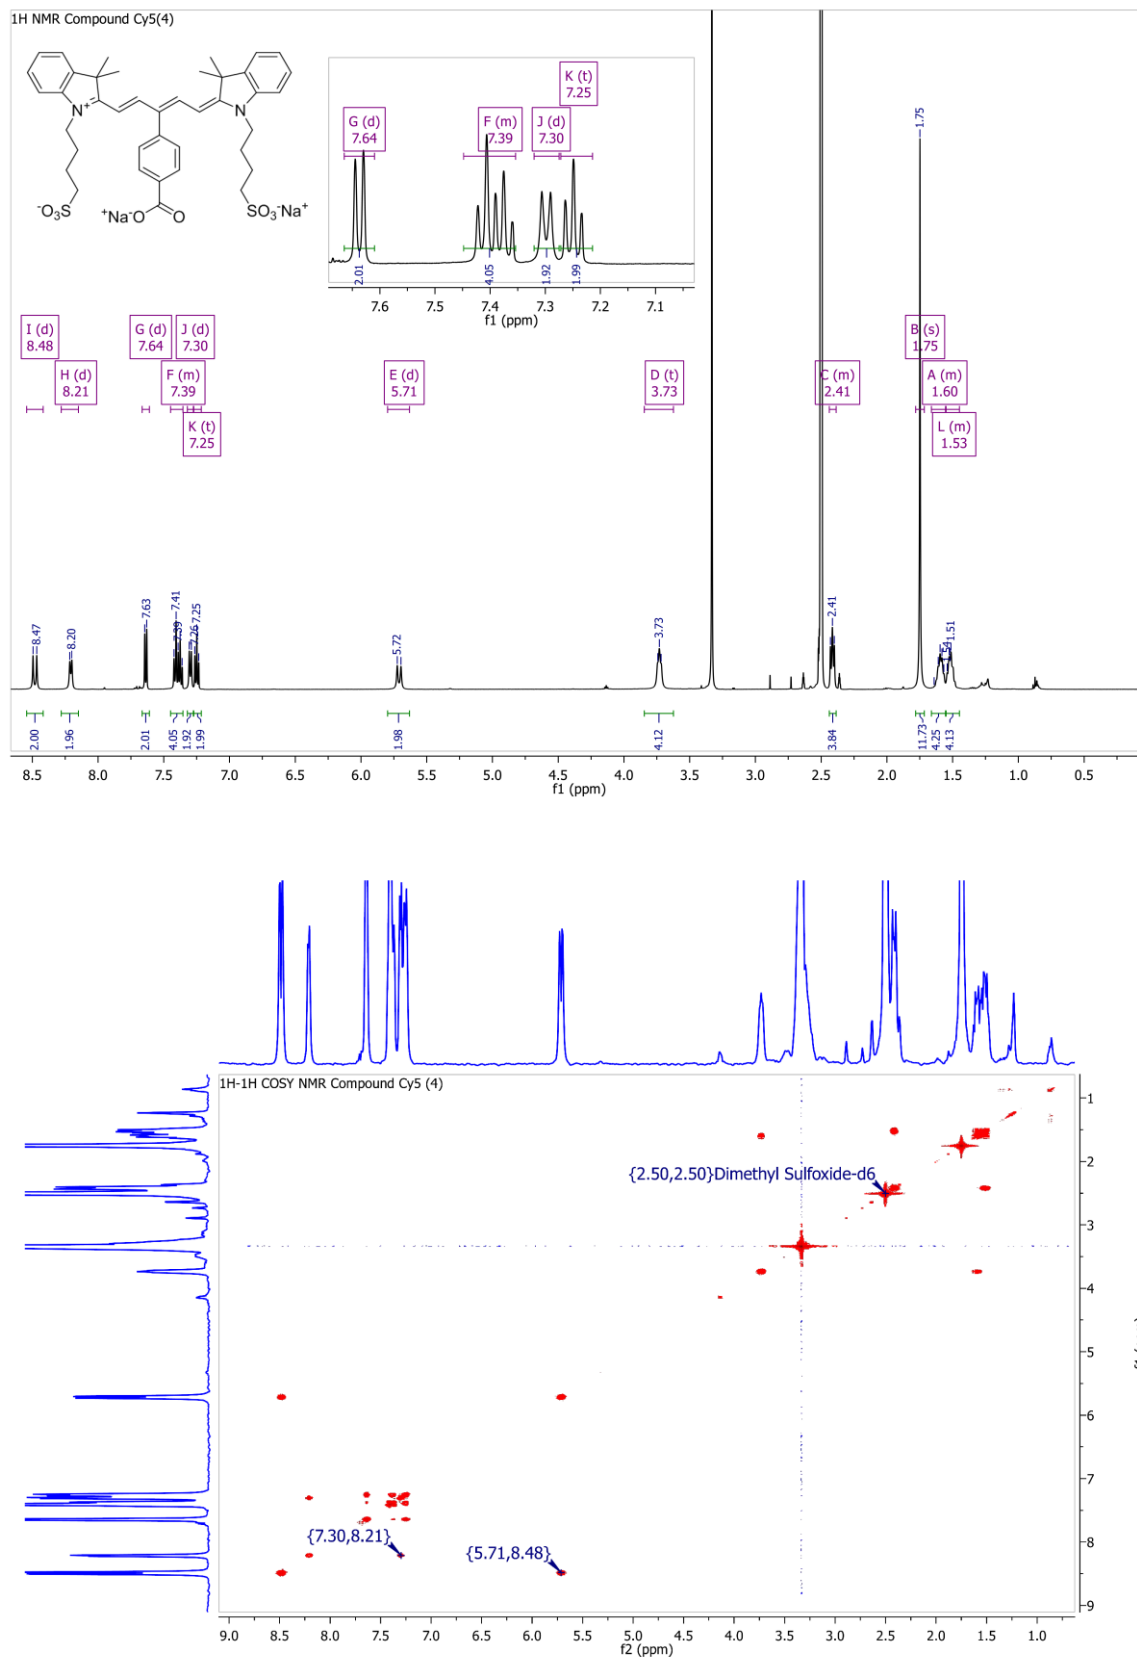 1H NMR Compound Cy5(4)
N+
N
-O3S
+Na-O
O
SO3-Na+
G (d)
7.64
F (m)
7.39
J (d)
7.30
K (t)
7.25
2.01
4.05
1.92
1.99
7.6 7.5 7.4 7.3 7.2 7.1
f1 (ppm)
I (d)
8.48
H (d)
8.21
G (d)
7.64
J (d)
7.30
F (m)
7.39
K (t)
7.25
E (d)
5.71
D (t)
3.73
C (m)
2.41
B (s)
1.75
A (m)
1.60
L (m)
1.53
8.47
8.20
7.63
7.41
7.39
7.26
7.25
5.72
3.73
2.41
1.75
1.51
2.00
1.96
2.01
4.05
1.92
1.99
1.98
4.12
3.84
11.73
4.25
4.13
8.5 8.0 7.5 7.0 6.5 6.0 5.5 5.0 4.5 4.0 3.5 3.0 2.5 2.0 1.5 1.0 0.5
f1 (ppm)
1H-1H COSY NMR Compound Cy5 (4)
{2.50,2.50}Dimethyl Sulfoxide-d6
{7.30,8.21}
{5.71,8.48}
1
2
3
4
5
6
7
8
9
9.0 8.5 8.0 7.5 7.0 6.5 6.0 5.5 5.0 4.5 4.0 3.5 3.0 2.5 2.0 1.5 1.0
f2 (ppm)